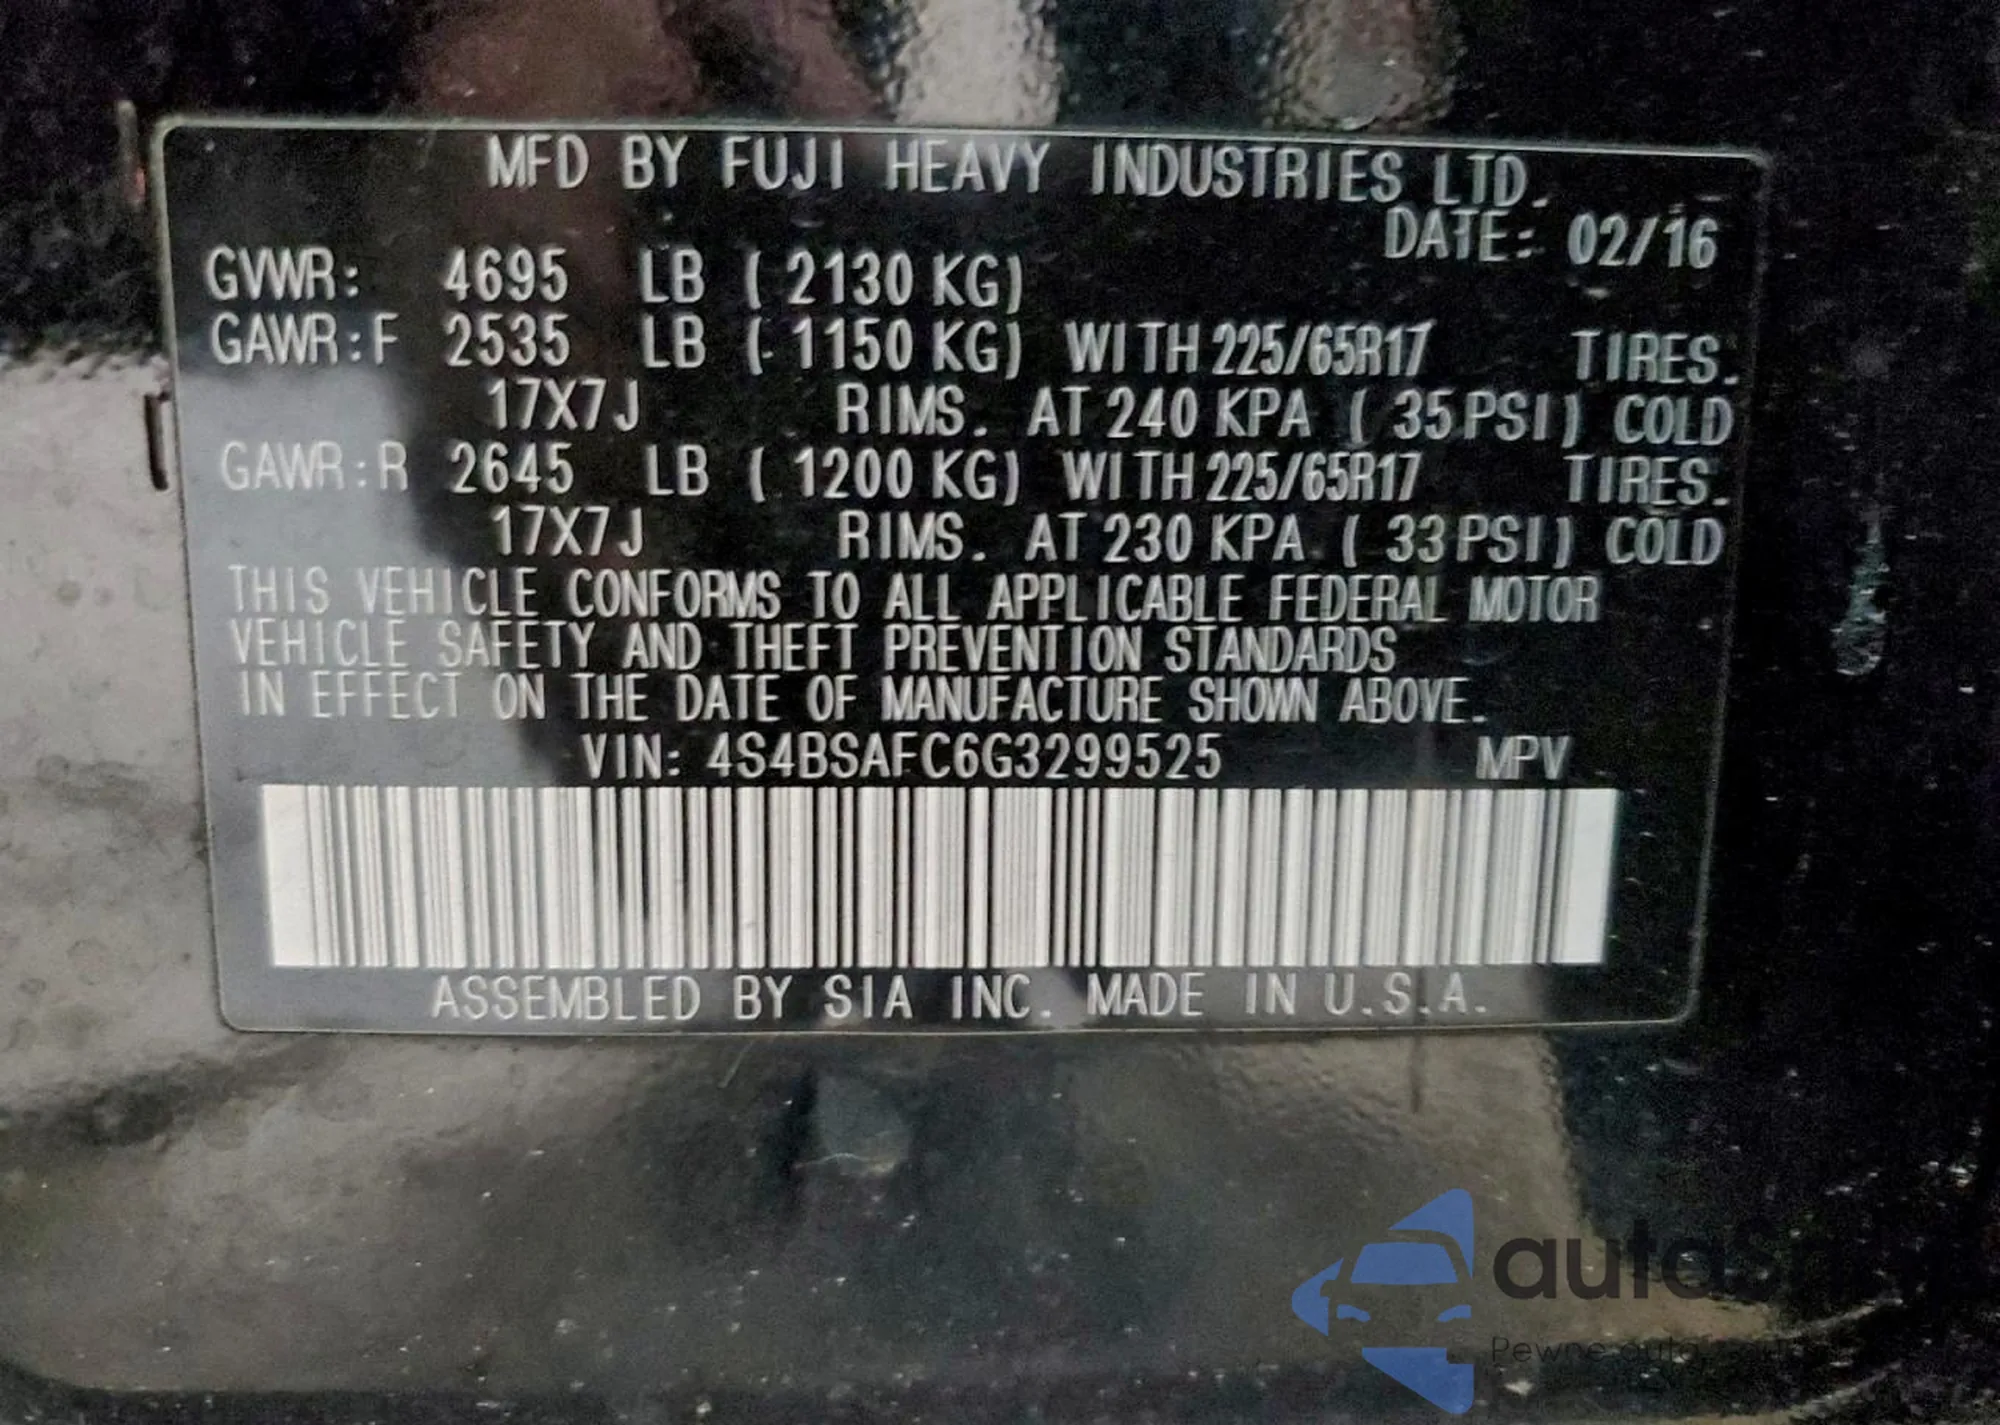 MFD BY FUJI HEAVY INDUSTRIES LTD.
DATE: 02/16
GVWR: 4695 LB ( 2130 KG)
GAWR:F 2535 LB ( 1150 KG) WITH 225/65R17 TIRES.
17X7J RIMS. AT 240 KPA ( 35PSI) COLD
GAWR:R 2645 LB ( 1200 KG) WITH 225/65R17 TIRES.
17X7J RIMS. AT 230 KPA ( 33PSI) COLD
THIS VEHICLE CONFORMS TO ALL APPLICABLE FEDERAL MOTOR
VEHICLE SAFETY AND THEFT PREVENTION STANDARDS
IN EFFECT ON THE DATE OF MANUFACTURE SHOWN ABOVE.
VIN: 4S4BSAFC6G3299525 MPV
ASSEMBLED BY SIA INC. MADE IN U.S.A.
Pewne auta